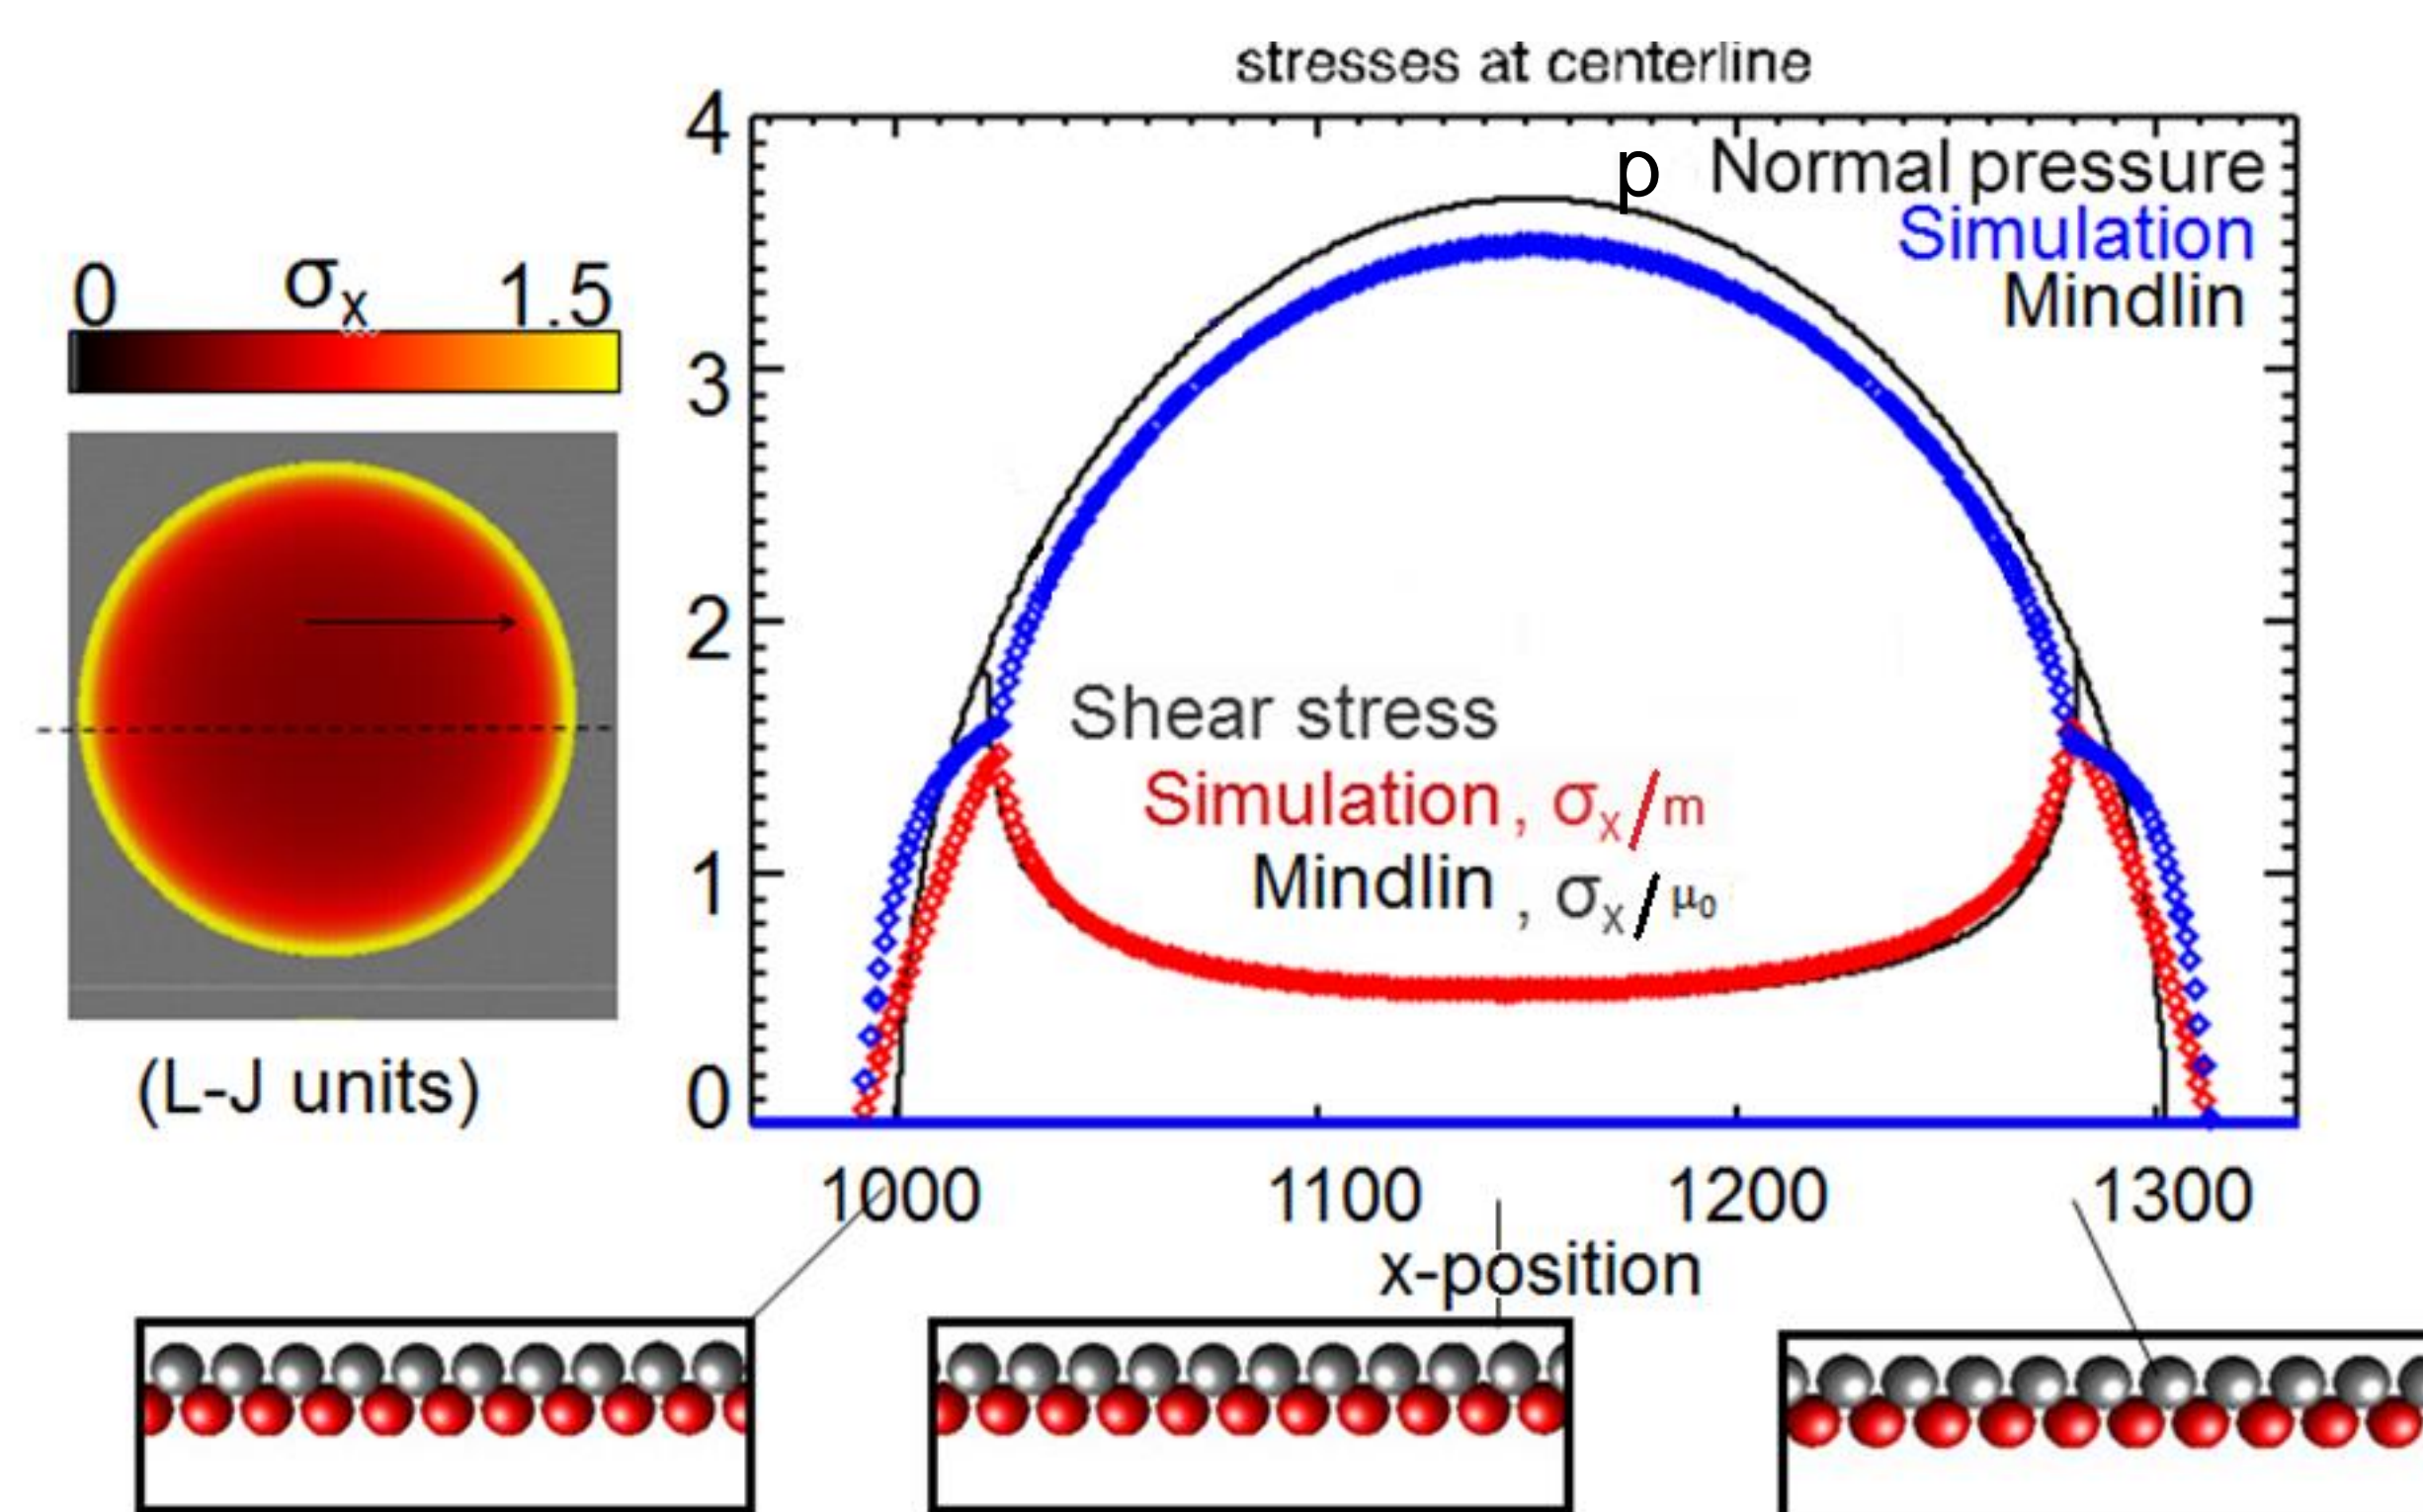 stresses at centerline
4
p Normal pressure
Simulation
Mindlin
0 σx 1.5
3
2
Shear stress
Simulation, σx/m
Mindlin, σx/μ0
1
(L-J units)
0
1000 1100 1200 1300
x-position